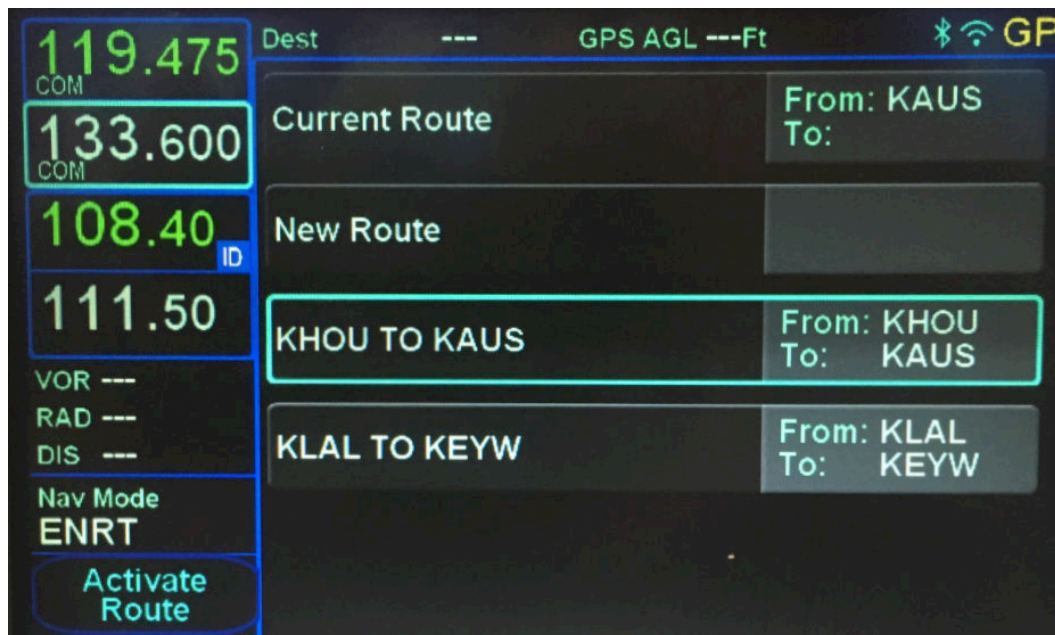 119.475
COM
133.600
COM
108.40
ID
111.50
VOR ---
RAD ---
DIS ---
Nav Mode
ENRT
Activate
Route
Dest --- GPS AGL ---Ft GP
Current Route
From: KAUS
To:
New Route
KHOU TO KAUS
From: KHOU
To: KAUS
KLAL TO KEYW
From: KLAL
To: KEYW